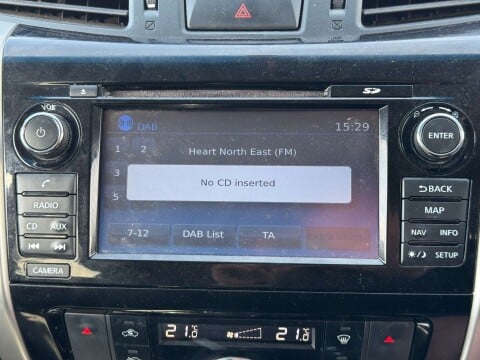 SD
VOL
DAB 15:29
1 2 Heart North East (FM)
3
No CD inserted
5
7-12 DAB List TA
ENTER
RADIO
CD AUX
CAMERA
BACK
MAP
NAV INFO
SETUP
21.0 21.0